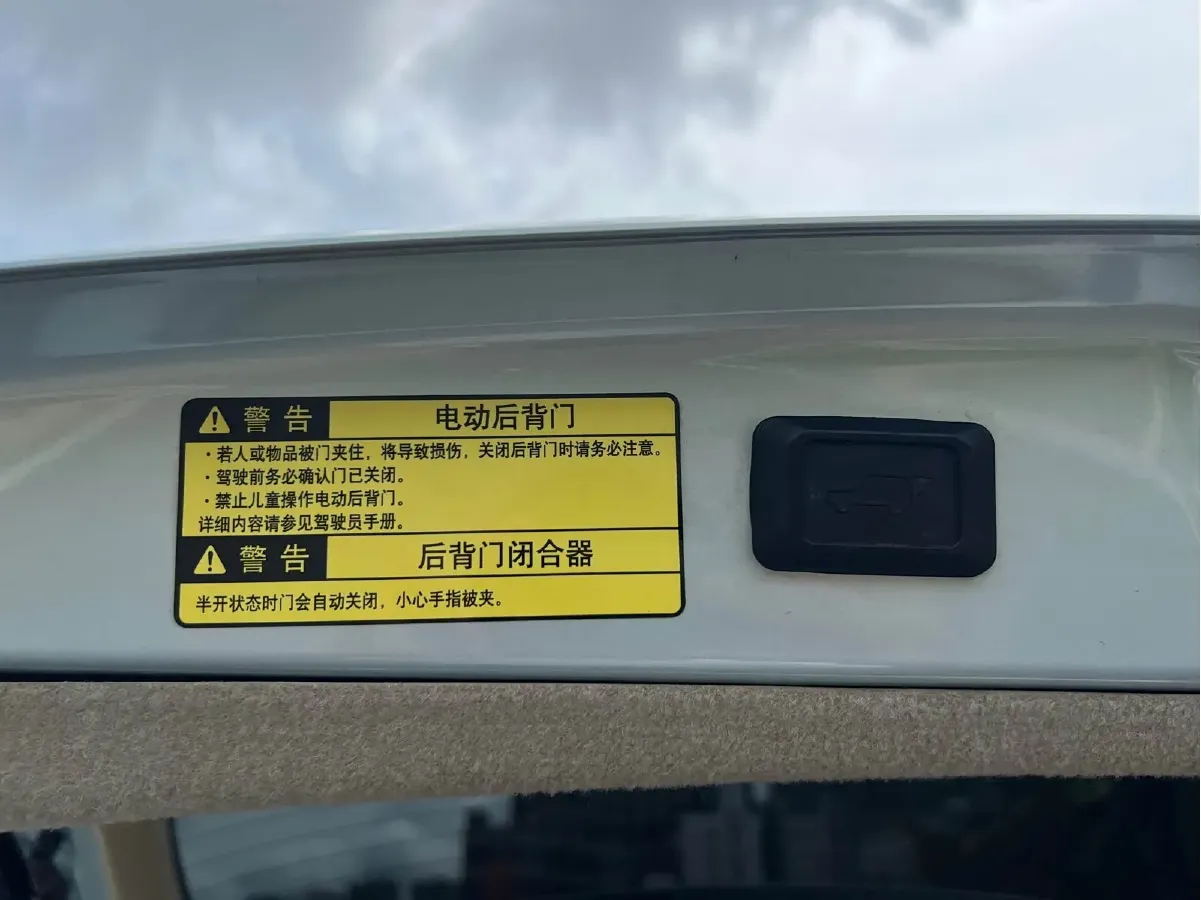 警告 电动后背门
·若人或物品被门夹住，将导致损伤，关闭后背门时请务必注意。
·驾驶前务必确认门已关闭。
·禁止儿童操作电动后背门。
详细内容请参见驾驶员手册。
警告 后背门闭合器
半开状态时门会自动关闭，小心手指被夹。